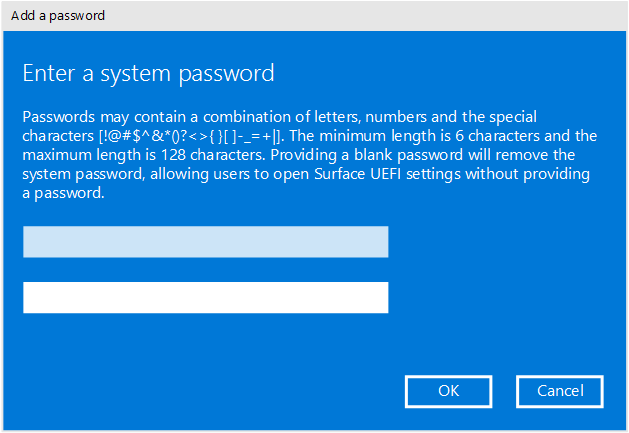 Add a password
Enter a system password
Passwords may contain a combination of letters, numbers and the special
characters [!@#$^&*()?<>{ }[ ]-_=+|]. The minimum length is 6 characters and the
maximum length is 128 characters. Providing a blank password will remove the
system password, allowing users to open Surface UEFI settings without providing
a password.
OK
Cancel